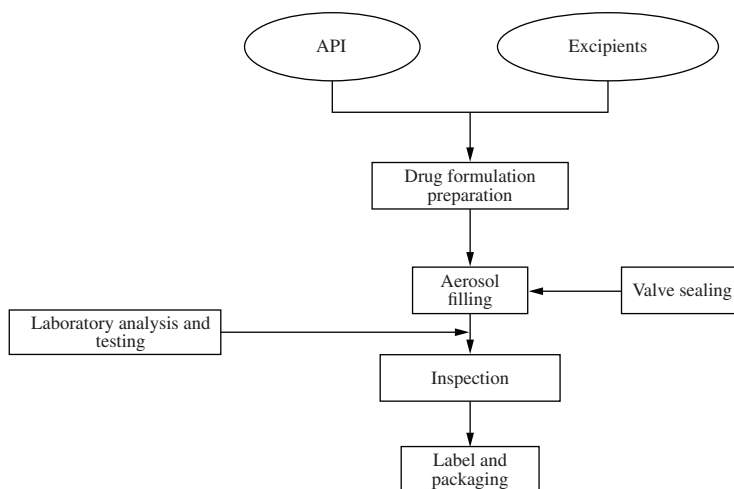 API
Excipients
Drug formulation
preparation
Aerosol
filling
Valve sealing
Laboratory analysis and
testing
Inspection
Label and
packaging